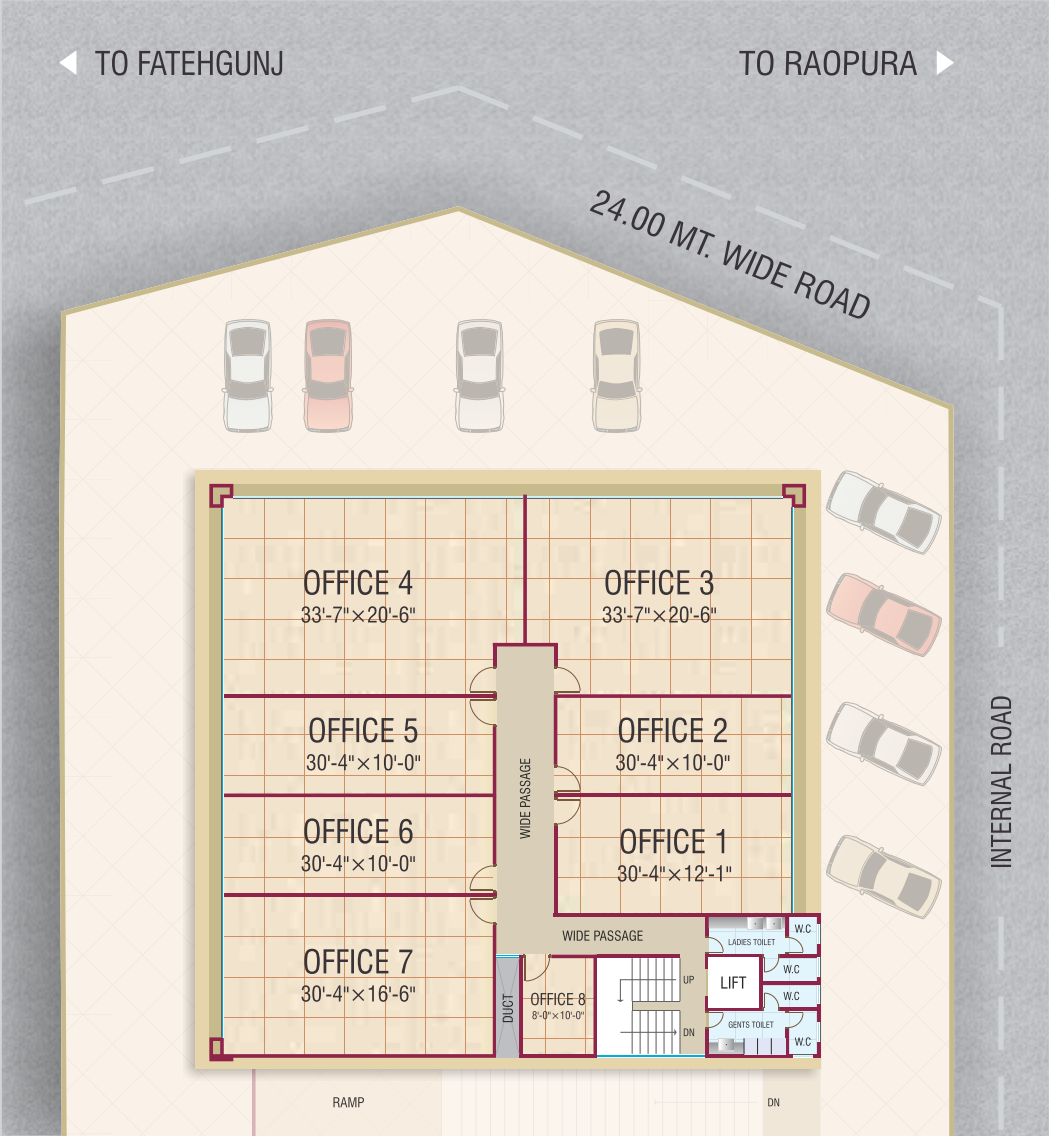 TO FATEHGUNJ
TO RAOPURA
24.00 MT. WIDE ROAD
OFFICE 4
33'-7"×20'-6"
OFFICE 3
33'-7"×20'-6"
OFFICE 5
30'-4"×10'-0"
OFFICE 2
30'-4"×10'-0"
WIDE PASSAGE
INTERNAL ROAD
OFFICE 6
30'-4"×10'-0"
OFFICE 1
30'-4"×12'-1"
WIDE PASSAGE
LADIES TOILET
W.C
OFFICE 7
30'-4"×16'-6"
DUCT
OFFICE 8
8'-0"×10'-0"
UP
LIFT
W.C
W.C
DN
GENTS TOILET
W.C
RAMP
DN